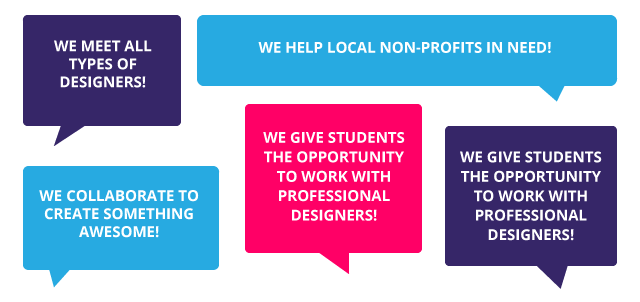 WE MEET ALL
TYPES OF
DESIGNERS!
WE HELP LOCAL NON-PROFITS IN NEED!
WE COLLABORATE TO
CREATE SOMETHING
AWESOME!
WE GIVE STUDENTS
THE OPPORTUNITY
TO WORK WITH
PROFESSIONAL
DESIGNERS!
WE GIVE STUDENTS
THE OPPORTUNITY
TO WORK WITH
PROFESSIONAL
DESIGNERS!